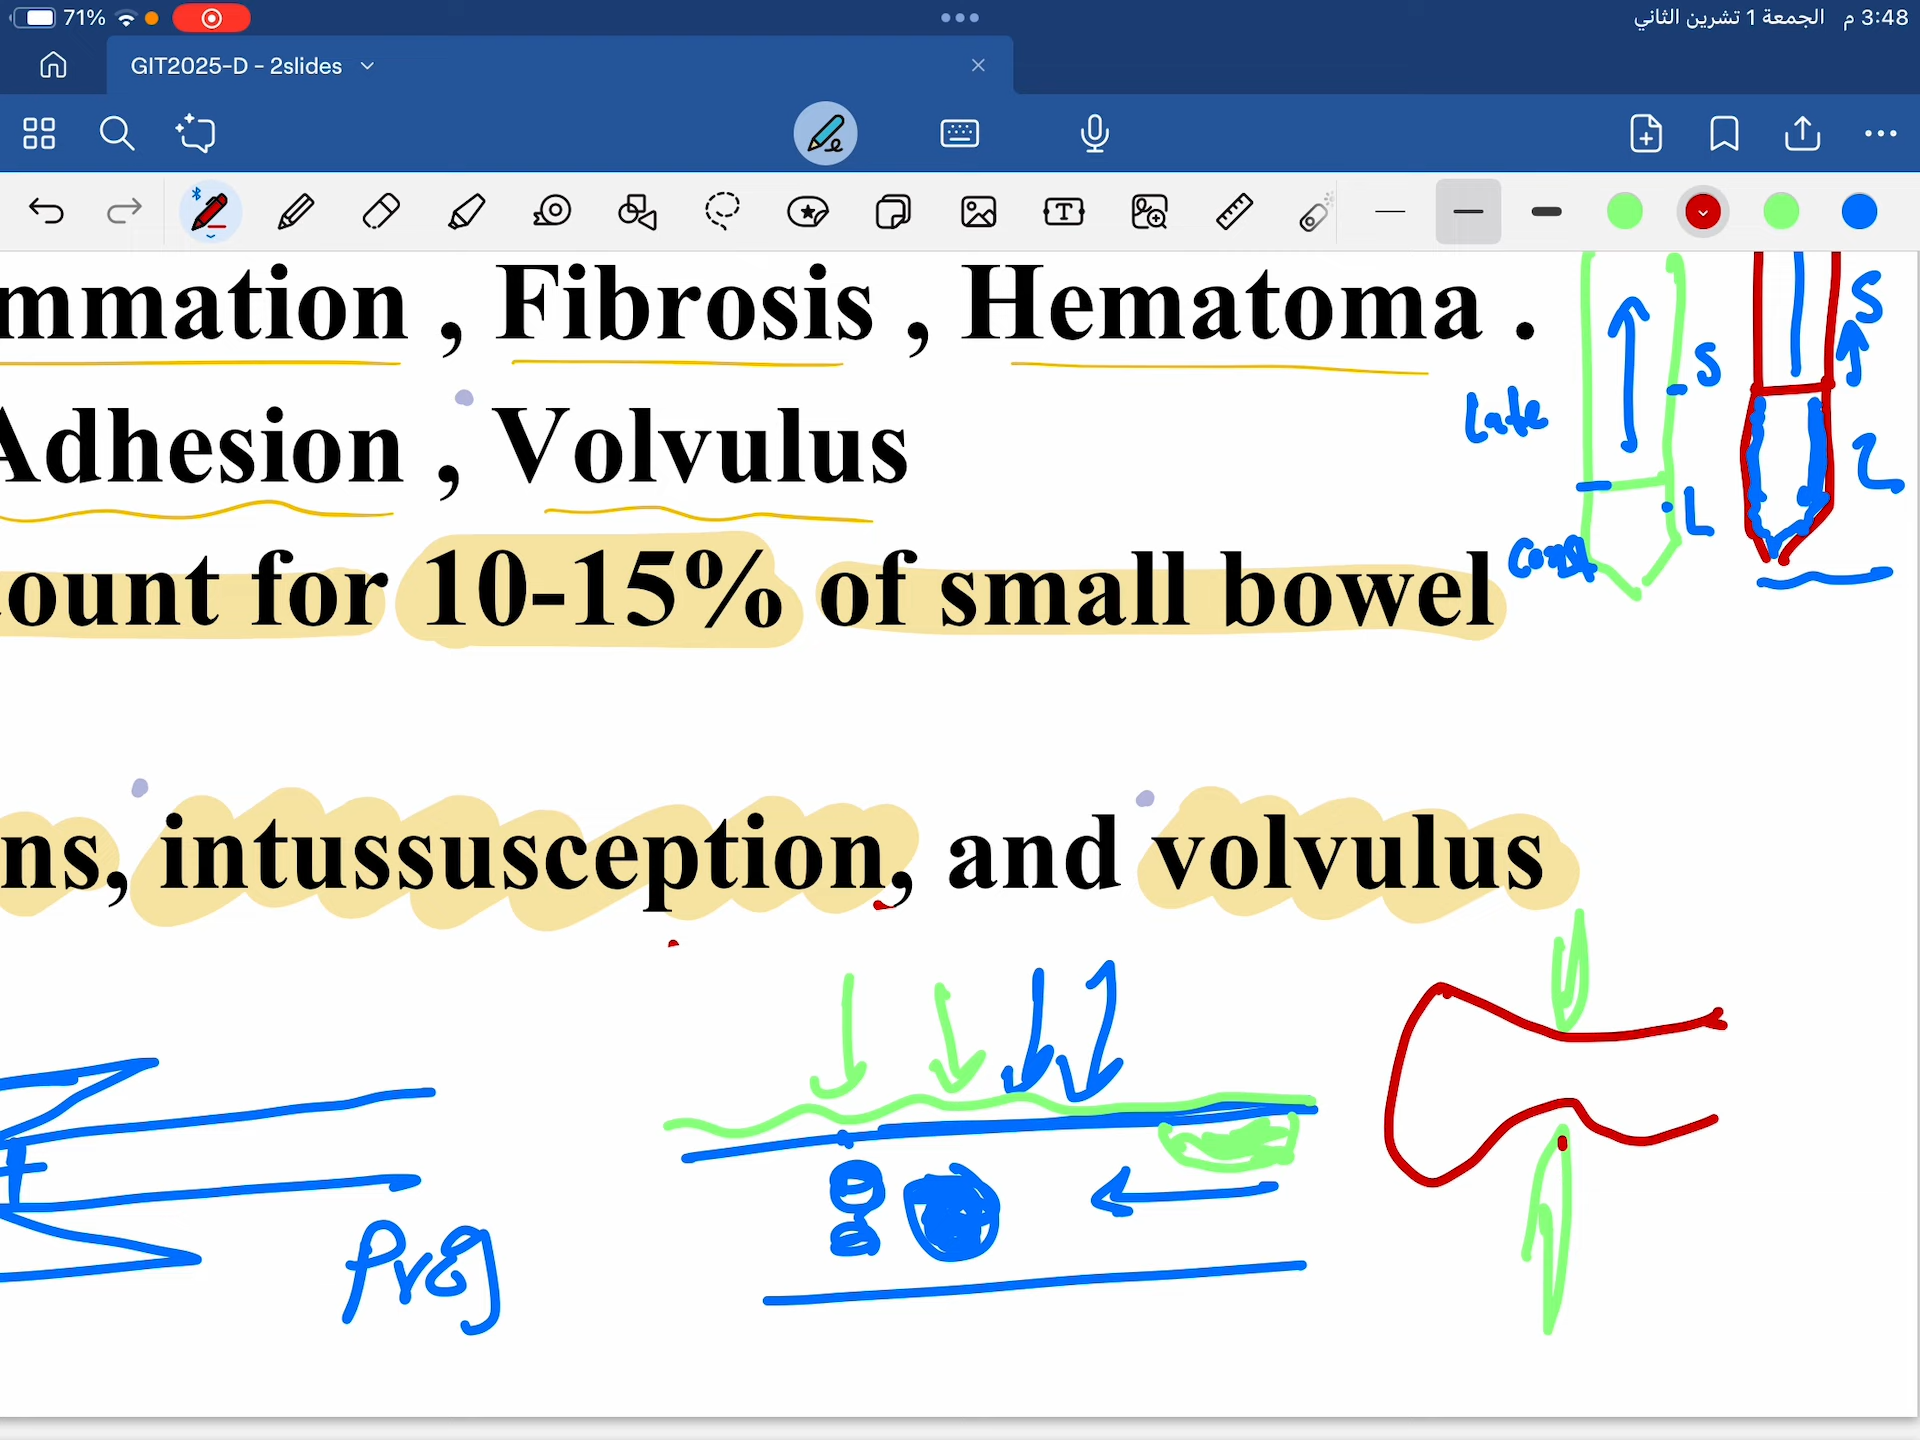 71% 3:48 م الجمعة 1 تشرين الثاني
GIT2025-D - 2slides
mmation , Fibrosis , Hematoma .
Adhesion , Volvulus
ount for 10-15% of small bowel
ns, intussusception, and volvulus
S
S
Late
L
2